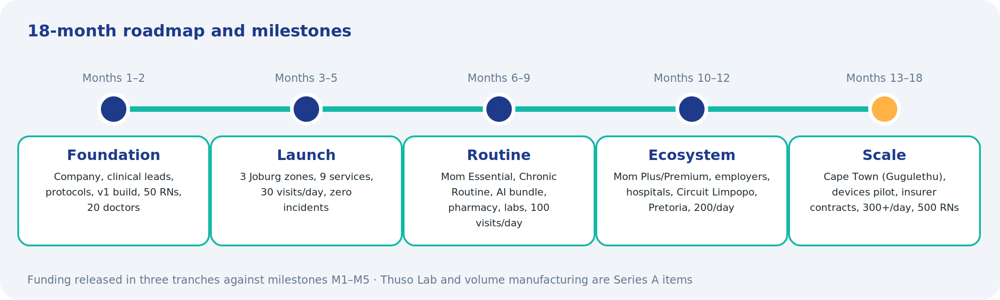 18-month roadmap and milestones
Months 1–2
Months 3–5
Months 6–9
Months 10–12
Months 13–18
Foundation
Company, clinical leads,
protocols, v1 build, 50 RNs,
20 doctors
Launch
3 Joburg zones, 9 services,
30 visits/day, zero
incidents
Routine
Mom Essential, Chronic
Routine, AI bundle,
pharmacy, labs, 100
visits/day
Ecosystem
Mom Plus/Premium, employers,
hospitals, Circuit Limpopo,
Pretoria, 200/day
Scale
Cape Town (Gugulethu),
devices pilot, insurer
contracts, 300+/day, 500 RNs
Funding released in three tranches against milestones M1–M5 · Thuso Lab and volume manufacturing are Series A items